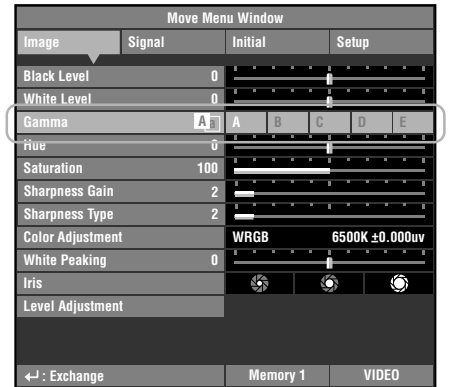 Move Menu Window
Image Signal Initial Setup
Black Level 0
White Level 0
Gamma A a A B C D E
Hue 0
Saturation 100
Sharpness Gain 2
Sharpness Type 2
Color Adjustment WRGB 6500K ±0.000uv
White Peaking 0
Iris
Level Adjustment
↵ : Exchange Memory 1 VIDEO